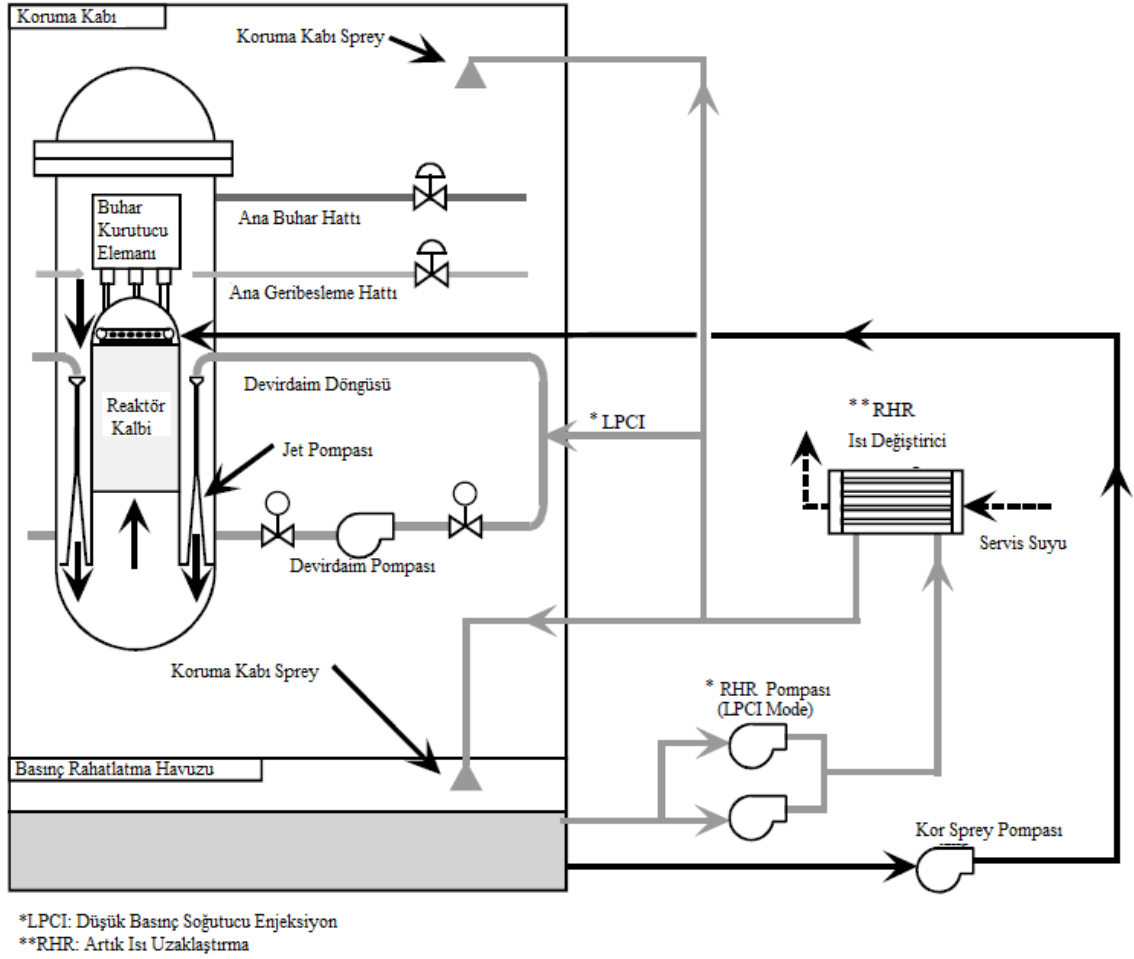 Koruma Kabı
Koruma Kabı Sprey
Buhar
Kurutucu
Elemanı
Ana Buhar Hattı
Ana Geribesleme Hattı
Devirdaim Döngüsü
Reaktör
Kalbi
* LPCI
** RHR
Isı Değiştirici
Jet Pompası
Servis Suyu
Devirdaim Pompası
Koruma Kabı Sprey
* RHR Pompası
(LPCI Mode)
Basınç Rahatlatma Havuzu
Kor Sprey Pompası
*LPCI: Düşük Basınç Soğutucu Enjeksiyon
**RHR: Artık Isı Uzaklaştırma